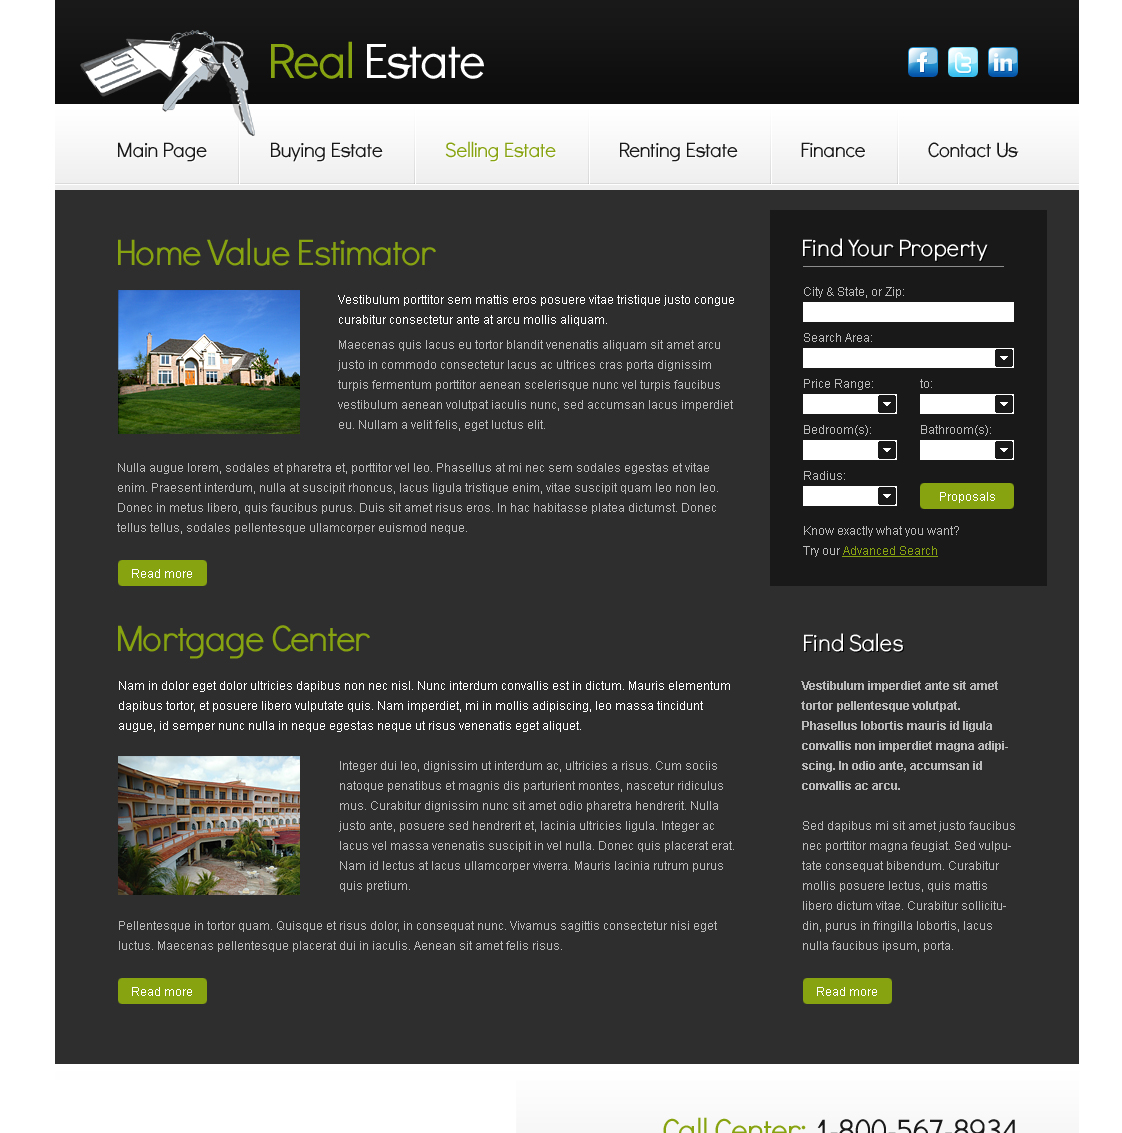 Real Estate
Main Page
Buying Estate
Selling Estate
Renting Estate
Finance
Contact Us
Home Value Estimator
Vestibulum porttitor sem mattis eros posuere vitae tristique justo congue
curabitur consectetur ante at arcu mollis aliquam.
Maecenas quis lacus eu tortor blandit venenatis aliquam sit amet arcu
justo in commodo consectetur lacus ac ultrices cras porta dignissim
turpis fermentum porttitor aenean scelerisque nunc vel turpis faucibus
vestibulum aenean volutpat iaculis nunc, sed accumsan lacus imperdiet
eu. Nullam a velit felis, eget luctus elit.
Nulla augue lorem, sodales et pharetra et, porttitor vel leo. Phasellus at mi nec sem sodales egestas et vitae
enim. Praesent interdum, nulla at suscipit rhoncus, lacus ligula tristique enim, vitae suscipit quam leo non leo.
Donec in metus libero, quis faucibus purus. Duis sit amet risus eros. In hac habitasse platea dictumst. Donec
tellus tellus, sodales pellentesque ullamcorper euismod neque.
Read more
Find Your Property
City & State, or Zip:
Search Area:
Price Range:
to:
Bedroom(s):
Bathroom(s):
Radius:
Proposals
Know exactly what you want?
Try our Advanced Search
Mortgage Center
Nam in dolor eget dolor ultricies dapibus non nec nisl. Nunc interdum convallis est in dictum. Mauris elementum
dapibus tortor, et posuere libero vulputate quis. Nam imperdiet, mi in mollis adipiscing, leo massa tincidunt
augue, id semper nunc nulla in neque egestas neque ut risus venenatis eget aliquet.
Integer dui leo, dignissim ut interdum ac, ultricies a risus. Cum sociis
natoque penatibus et magnis dis parturient montes, nascetur ridiculus
mus. Curabitur dignissim nunc sit amet odio pharetra hendrerit. Nulla
justo ante, posuere sed hendrerit et, lacinia ultricies ligula. Integer ac
lacus vel massa venenatis suscipit in vel nulla. Donec quis placerat erat.
Nam id lectus at lacus ullamcorper viverra. Mauris lacinia rutrum purus
quis pretium.
Pellentesque in tortor quam. Quisque et risus dolor, in consequat nunc. Vivamus sagittis consectetur nisi eget
luctus. Maecenas pellentesque placerat dui in iaculis. Aenean sit amet felis risus.
Read more
Find Sales
Vestibulum imperdiet ante sit amet
tortor pellentesque volutpat.
Phasellus lobortis mauris id ligula
convallis non imperdiet magna adipi-
scing. In odio ante, accumsan id
convallis ac arcu.
Sed dapibus mi sit amet justo faucibus
nec porttitor magna feugiat. Sed vulpu-
tate consequat bibendum. Curabitur
mollis posuere lectus, quis mattis
libero dictum vitae. Curabitur sollicitu-
din, purus in fringilla lobortis, lacus
nulla faucibus ipsum, porta.
Read more
Call Center: 1-800-567-8934